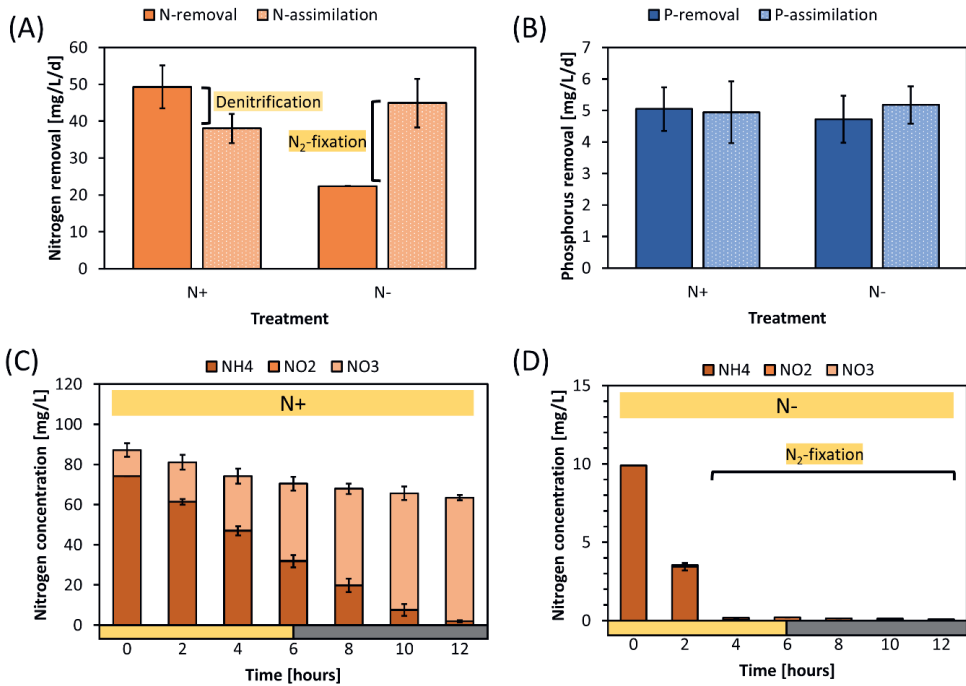 (A)
N-removal N-assimilation
Nitrogen removal [mg/L/d]
60
50
40
30
20
10
0
Denitrification
N₂-fixation
N+ N-
Treatment
(B)
P-removal P-assimilation
Phosphorus removal [mg/L/d]
7
6
5
4
3
2
1
0
N+ N-
Treatment
(C)
NH4 NO2 NO3
Nitrogen concentration [mg/L]
120
100
80
60
40
20
0
N+
0 2 4 6 8 10 12
Time [hours]
(D)
NH4 NO2 NO3
Nitrogen concentration [mg/L]
15
10
5
0
N-
N₂-fixation
0 2 4 6 8 10 12
Time [hours]